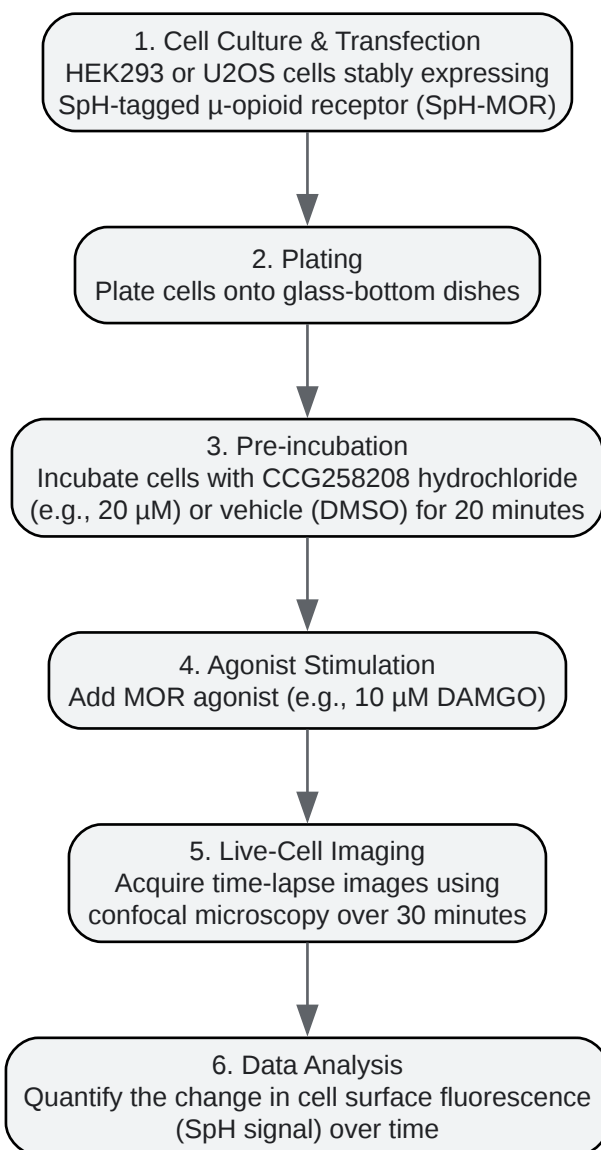 1. Cell Culture & Transfection
HEK293 or U2OS cells stably expressing
SpH-tagged µ-opioid receptor (SpH-MOR)
2. Plating
Plate cells onto glass-bottom dishes
3. Pre-incubation
Incubate cells with CCG258208 hydrochloride
(e.g., 20 µM) or vehicle (DMSO) for 20 minutes
4. Agonist Stimulation
Add MOR agonist (e.g., 10 µM DAMGO)
5. Live-Cell Imaging
Acquire time-lapse images using
confocal microscopy over 30 minutes
6. Data Analysis
Quantify the change in cell surface fluorescence
(SpH signal) over time